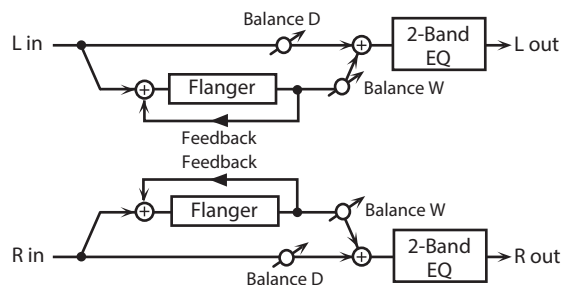 Balance D
L in
2-Band
EQ
L out
Flanger
Balance W
Feedback
Feedback
Flanger
Balance W
R in
2-Band
EQ
R out
Balance D